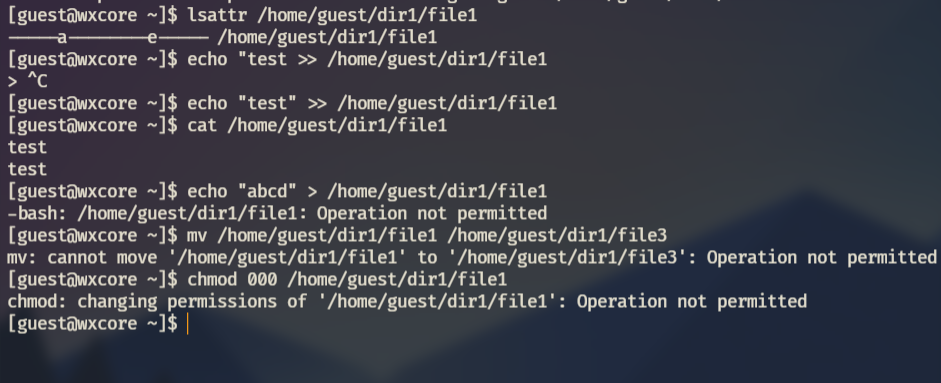 [guest@wxcore ~]$ lsattr /home/guest/dir1/file1
-----a--------e----- /home/guest/dir1/file1
[guest@wxcore ~]$ echo "test >> /home/guest/dir1/file1
> ^C
[guest@wxcore ~]$ echo "test" >> /home/guest/dir1/file1
[guest@wxcore ~]$ cat /home/guest/dir1/file1
test
test
[guest@wxcore ~]$ echo "abcd" > /home/guest/dir1/file1
-bash: /home/guest/dir1/file1: Operation not permitted
[guest@wxcore ~]$ mv /home/guest/dir1/file1 /home/guest/dir1/file3
mv: cannot move '/home/guest/dir1/file1' to '/home/guest/dir1/file3': Operation not permitted
[guest@wxcore ~]$ chmod 000 /home/guest/dir1/file1
chmod: changing permissions of '/home/guest/dir1/file1': Operation not permitted
[guest@wxcore ~]$